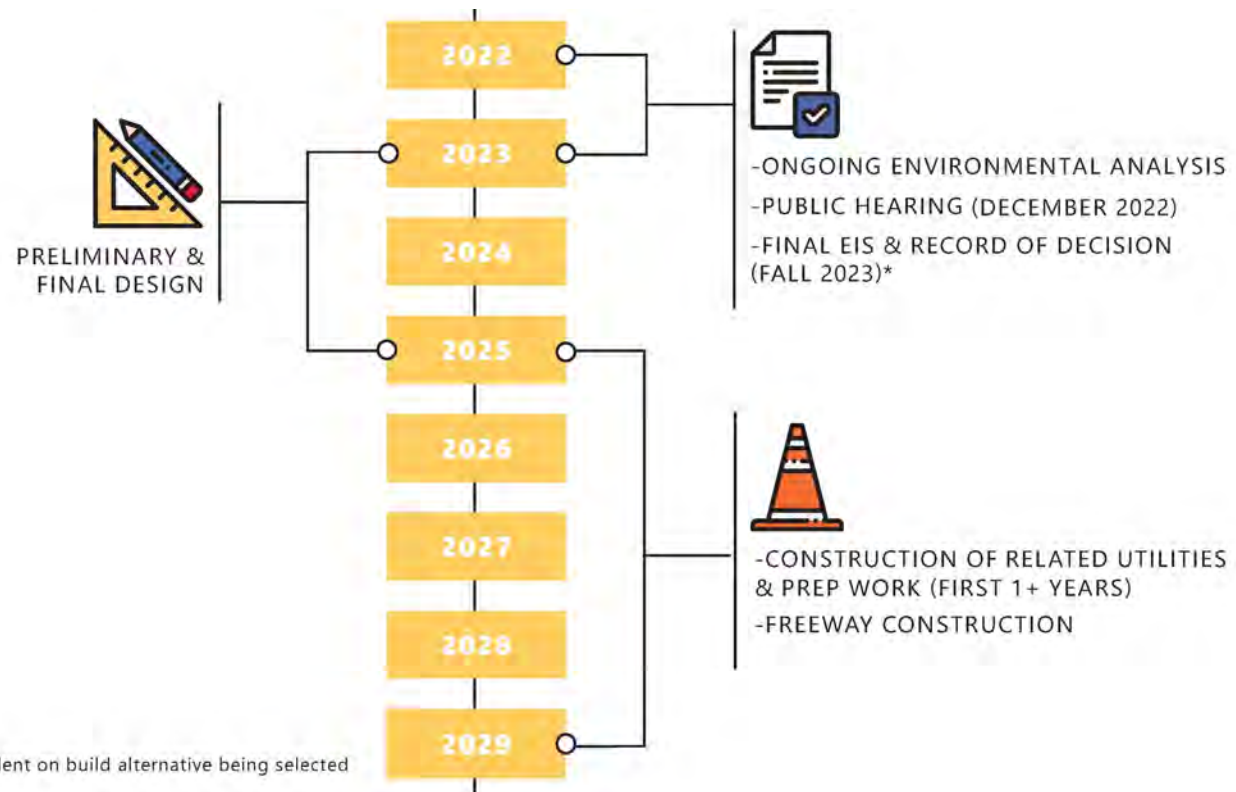 2022
2023
2024
2025
2026
2027
2028
2029
PRELIMINARY &
FINAL DESIGN
-ONGOING ENVIRONMENTAL ANALYSIS
-PUBLIC HEARING (DECEMBER 2022)
-FINAL EIS & RECORD OF DECISION
(FALL 2023)*
-CONSTRUCTION OF RELATED UTILITIES
& PREP WORK (FIRST 1+ YEARS)
-FREEWAY CONSTRUCTION
on build alternative being selected